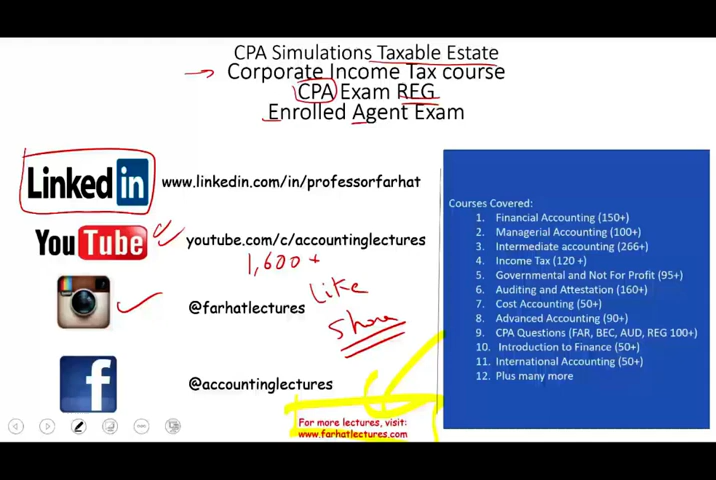 CPA Simulations Taxable Estate
Corporate Income Tax course
CPA Exam REG
Enrolled Agent Exam
Linked in
www.linkedin.com/in/professorfarhat
YouTube
youtube.com/c/accountinglectures
1,600 +
Like
Share
@farhatlectures
f
@accountinglectures
For more lectures, visit:
www.farhatlectures.com
Courses Covered:
1. Financial Accounting (150+)
2. Managerial Accounting (100+)
3. Intermediate accounting (266+)
4. Income Tax (120 +)
5. Governmental and Not For Profit (95+)
6. Auditing and Attestation (160+)
7. Cost Accounting (50+)
8. Advanced Accounting (90+)
9. CPA Questions (FAR, BEC, AUD, REG 100+)
10. Introduction to Finance (50+)
11. International Accounting (50+)
12. Plus many more